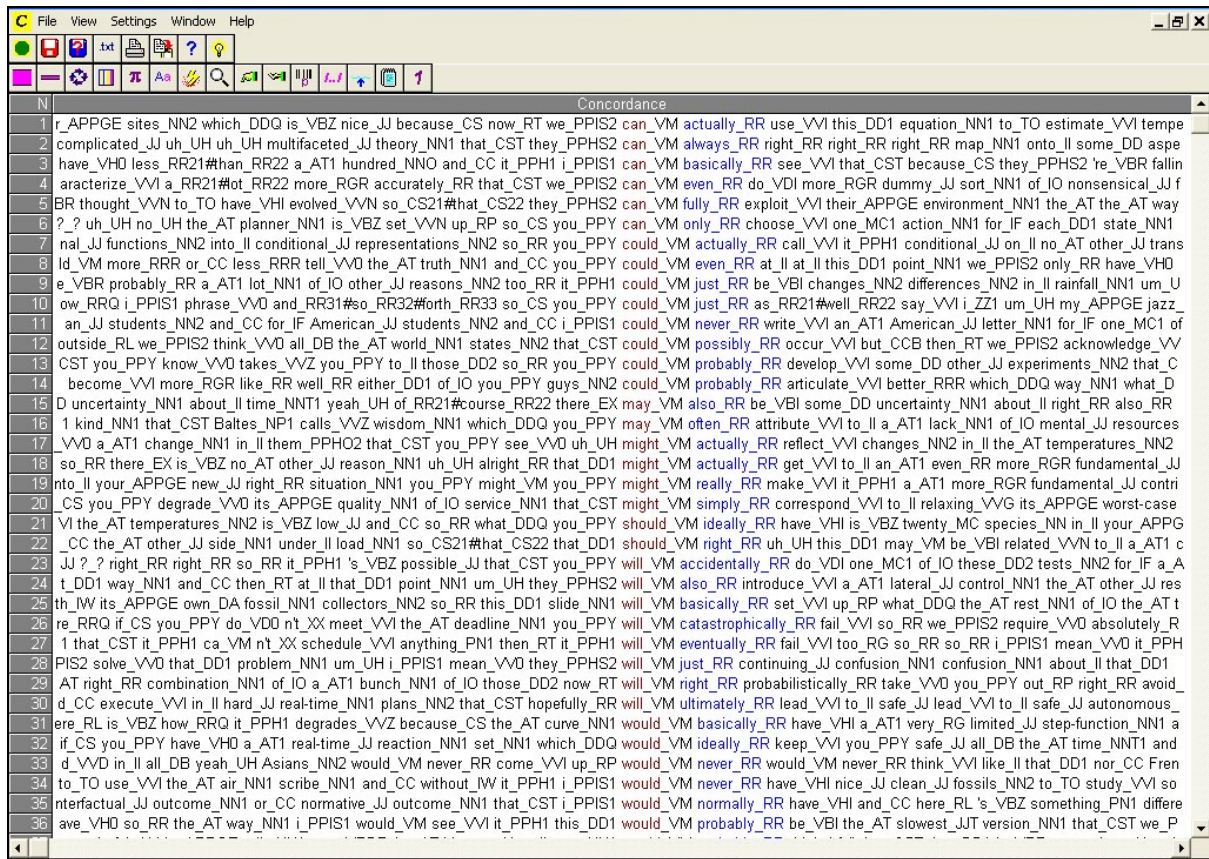 C File View Settings Window Help
.txt ?
π Aa
N Concordance
1 r_APPGE sites_NN2 which_DDQ is_VBZ nice_JJ because_CS now_RT we_PPIS2 can_VM actually_RR use_VVI this_DD1 equation_NN1 to_TO estimate_VVI tempe
2 complicated_JJ uh_UH uh_UH multifaceted_JJ theory_NN1 that_CST they_PPHS2 can_VM always_RR right_RR right_RR right_RR map_NN1 onto_II some_DD aspe
3 have_VH0 less_RR21#than_RR22 a_AT1 hundred_NNO and_CC it_PPH1 i_PPIS1 can_VM basically_RR see_VVI that_CST because_CS they_PPHS2 're_VBR fallin
4 aracterize_VVI a_RR21#lot_RR22 more_RGR accurately_RR that_CST we_PPIS2 can_VM even_RR do_VDI more_RGR dummy_JJ sort_NN1 of_IO nonsensical_JJ f
5 BR thought_VVN to_TO have_VHI evolved_VVN so_CS21#that_CS22 they_PPHS2 can_VM fully_RR exploit_VVI their_APPGE environment_NN1 the_AT the_AT way
6 ?_? uh_UH no_UH the_AT planner_NN1 is_VBZ set_VVN up_RP so_CS you_PPY can_VM only_RR choose_VVI one_MC1 action_NN1 for_IF each_DD1 state_NN1
7 nal_JJ functions_NN2 into_II conditional_JJ representations_NN2 so_RR you_PPY could_VM actually_RR call_VVI it_PPH1 conditional_JJ on_II no_AT other_JJ trans
8 ld_VM more_RRR or_CC less_RRR tell_VV0 the_AT truth_NN1 and_CC you_PPY could_VM even_RR at_II at_II this_DD1 point_NN1 we_PPIS2 only_RR have_VH0
9 e_VBR probably_RR a_AT1 lot_NN1 of_IO other_JJ reasons_NN2 too_RR it_PPH1 could_VM just_RR be_VBI changes_NN2 differences_NN2 in_II rainfall_NN1 um_U
10 ow_RRQ i_PPIS1 phrase_VV0 and_RR31#so_RR32#forth_RR33 so_CS you_PPY could_VM just_RR as_RR21#well_RR22 say_VVI i_ZZ1 um_UH my_APPGE jazz_
11 an_JJ students_NN2 and_CC for_IF American_JJ students_NN2 and_CC i_PPIS1 could_VM never_RR write_VVI an_AT1 American_JJ letter_NN1 for_IF one_MC1 of
12 outside_RL we_PPIS2 think_VV0 all_DB the_AT world_NN1 states_NN2 that_CST could_VM possibly_RR occur_VVI but_CCB then_RT we_PPIS2 acknowledge_VV
13 CST you_PPY know_VV0 takes_VVZ you_PPY to_II those_DD2 so_RR you_PPY could_VM probably_RR develop_VVI some_DD other_JJ experiments_NN2 that_C
14 become_VVI more_RGR like_RR well_RR either_DD1 of_IO you_PPY guys_NN2 could_VM probably_RR articulate_VVI better_RRR which_DDQ way_NN1 what_D
15 D uncertainty_NN1 about_II time_NNT1 yeah_UH of_RR21#course_RR22 there_EX may_VM also_RR be_VBI some_DD uncertainty_NN1 about_II right_RR also_RR
16 1 kind_NN1 that_CST Baltes_NP1 calls_VVZ wisdom_NN1 which_DDQ you_PPY may_VM often_RR attribute_VVI to_II a_AT1 lack_NN1 of_IO mental_JJ resources
17 _VV0 a_AT1 change_NN1 in_II them_PPHO2 that_CST you_PPY see_VV0 uh_UH might_VM actually_RR reflect_VVI changes_NN2 in_II the_AT temperatures_NN2
18 so_RR there_EX is_VBZ no_AT other_JJ reason_NN1 uh_UH alright_RR that_DD1 might_VM actually_RR get_VVI to_II an_AT1 even_RR more_RGR fundamental_JJ
19 nto_II your_APPGE new_JJ right_RR situation_NN1 you_PPY might_VM you_PPY might_VM really_RR make_VVI it_PPH1 a_AT1 more_RGR fundamental_JJ contri
20 _CS you_PPY degrade_VV0 its_APPGE quality_NN1 of_IO service_NN1 that_CST might_VM simply_RR correspond_VVI to_II relaxing_VVG its_APPGE worst-case
21 VI the_AT temperatures_NN2 is_VBZ low_JJ and_CC so_RR what_DDQ you_PPY should_VM ideally_RR have_VHI is_VBZ twenty_MC species_NN in_II your_APPG
22 _CC the_AT other_JJ side_NN1 under_II load_NN1 so_CS21#that_CS22 that_DD1 should_VM right_RR uh_UH this_DD1 may_VM be_VBI related_VVN to_II a_AT1 c
23 JJ ?_? right_RR right_RR so_RR it_PPH1 's_VBZ possible_JJ that_CST you_PPY will_VM accidentally_RR do_VDI one_MC1 of_IO these_DD2 tests_NN2 for_IF a_A
24 t_DD1 way_NN1 and_CC then_RT at_II that_DD1 point_NN1 um_UH they_PPHS2 will_VM also_RR introduce_VVI a_AT1 lateral_JJ control_NN1 the_AT other_JJ res
25 th_IW its_APPGE own_DA fossil_NN1 collectors_NN2 so_RR this_DD1 slide_NN1 will_VM basically_RR set_VVI up_RP what_DDQ the_AT rest_NN1 of_IO the_AT t
26 re_RRQ if_CS you_PPY do_VD0 n't_XX meet_VVI the_AT deadline_NN1 you_PPY will_VM catastrophically_RR fail_VVI so_RR we_PPIS2 require_VV0 absolutely_R
27 1 that_CST it_PPH1 ca_VM n't_XX schedule_VVI anything_PN1 then_RT it_PPH1 will_VM eventually_RR fail_VVI too_RG so_RR so_RR i_PPIS1 mean_VV0 it_PPH
28 PIS2 solve_VV0 that_DD1 problem_NN1 um_UH i_PPIS1 mean_VV0 they_PPHS2 will_VM just_RR continuing_JJ confusion_NN1 confusion_NN1 about_II that_DD1
29 AT right_RR combination_NN1 of_IO a_AT1 bunch_NN1 of_IO those_DD2 now_RT will_VM right_RR probabilistically_RR take_VV0 you_PPY out_RP right_RR avoid_
30 d_CC execute_VVI in_II hard_JJ real-time_NN1 plans_NN2 that_CST hopefully_RR will_VM ultimately_RR lead_VVI to_II safe_JJ lead_VVI to_II safe_JJ autonomous_
31 ere_RL is_VBZ how_RRQ it_PPH1 degrades_VVZ because_CS the_AT curve_NN1 would_VM basically_RR have_VHI a_AT1 very_RG limited_JJ step-function_NN1 a
32 if_CS you_PPY have_VH0 a_AT1 real-time_JJ reaction_NN1 set_NN1 which_DDQ would_VM ideally_RR keep_VVI you_PPY safe_JJ all_DB the_AT time_NNT1 and
33 d_VVD in_II all_DB yeah_UH Asians_NN2 would_VM never_RR come_VVI up_RP would_VM never_RR would_VM never_RR think_VVI like_II that_DD1 nor_CC Fren
34 to_TO use_VVI the_AT air_NN1 scribe_NN1 and_CC without_IW it_PPH1 i_PPIS1 would_VM never_RR have_VHI nice_JJ clean_JJ fossils_NN2 to_TO study_VVI so
35 nterfactual_JJ outcome_NN1 or_CC normative_JJ outcome_NN1 that_CST i_PPIS1 would_VM normally_RR have_VHI and_CC here_RL 's_VBZ something_PN1 differe
36 ave_VH0 so_RR the_AT way_NN1 i_PPIS1 would_VM see_VVI it_PPH1 this_DD1 would_VM probably_RR be_VBI the_AT slowest_JJT version_NN1 that_CST we_P